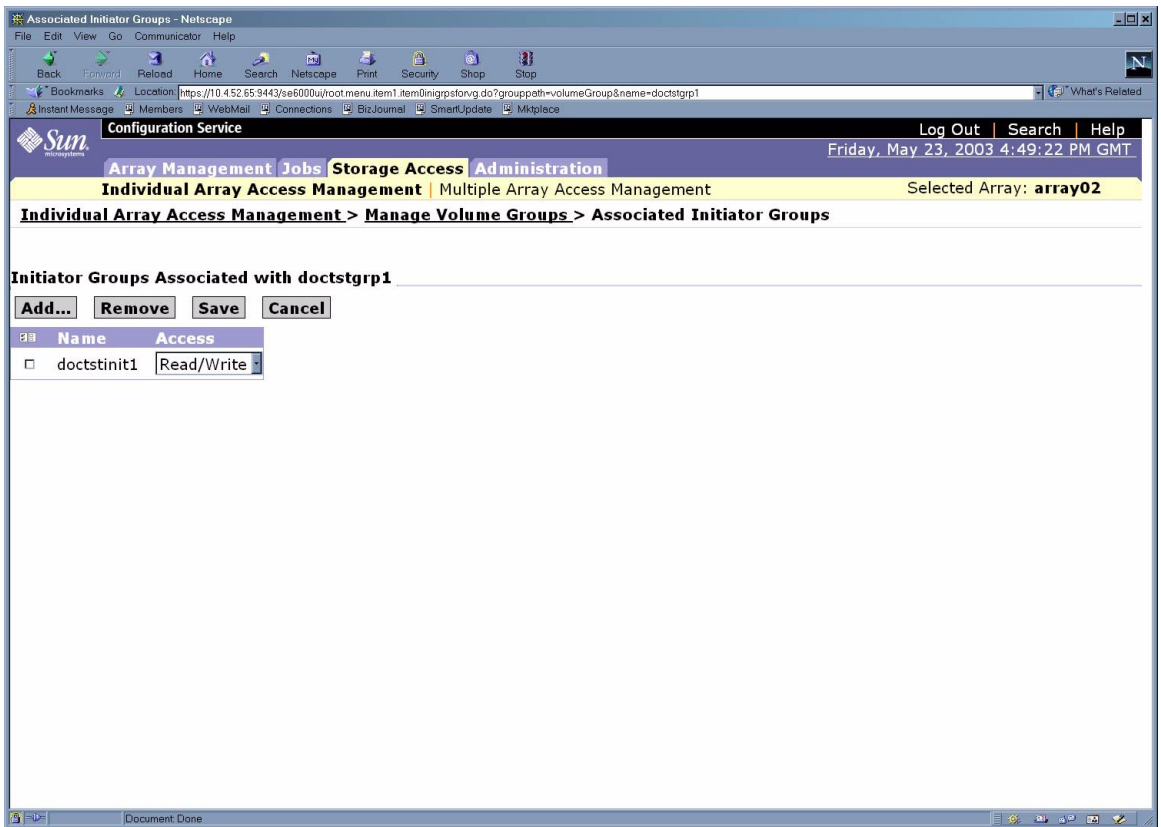 Associated Initiator Groups - Netscape
File Edit View Go Communicator Help
Back Forward Reload Home Search Netscape Print Security Shop Stop
N
Bookmarks Location: https://10.4.52.65:9443/se6000ui/root.menu.item1.item0inigrpsforvg.do?grouppath=volumeGroup&name=doctstgrp1 What's Related
Instant Message Members WebMail Connections BizJournal SmartUpdate Mktplace
Sun microsystems
Configuration Service Log Out | Search | Help
Friday, May 23, 2003 4:49:22 PM GMT
Array Management Jobs Storage Access Administration
Individual Array Access Management | Multiple Array Access Management Selected Array: array02
Individual Array Access Management > Manage Volume Groups > Associated Initiator Groups
Initiator Groups Associated with doctstgrp1
Add... Remove Save Cancel
Name Access
doctstinit1 Read/Write
Document: Done